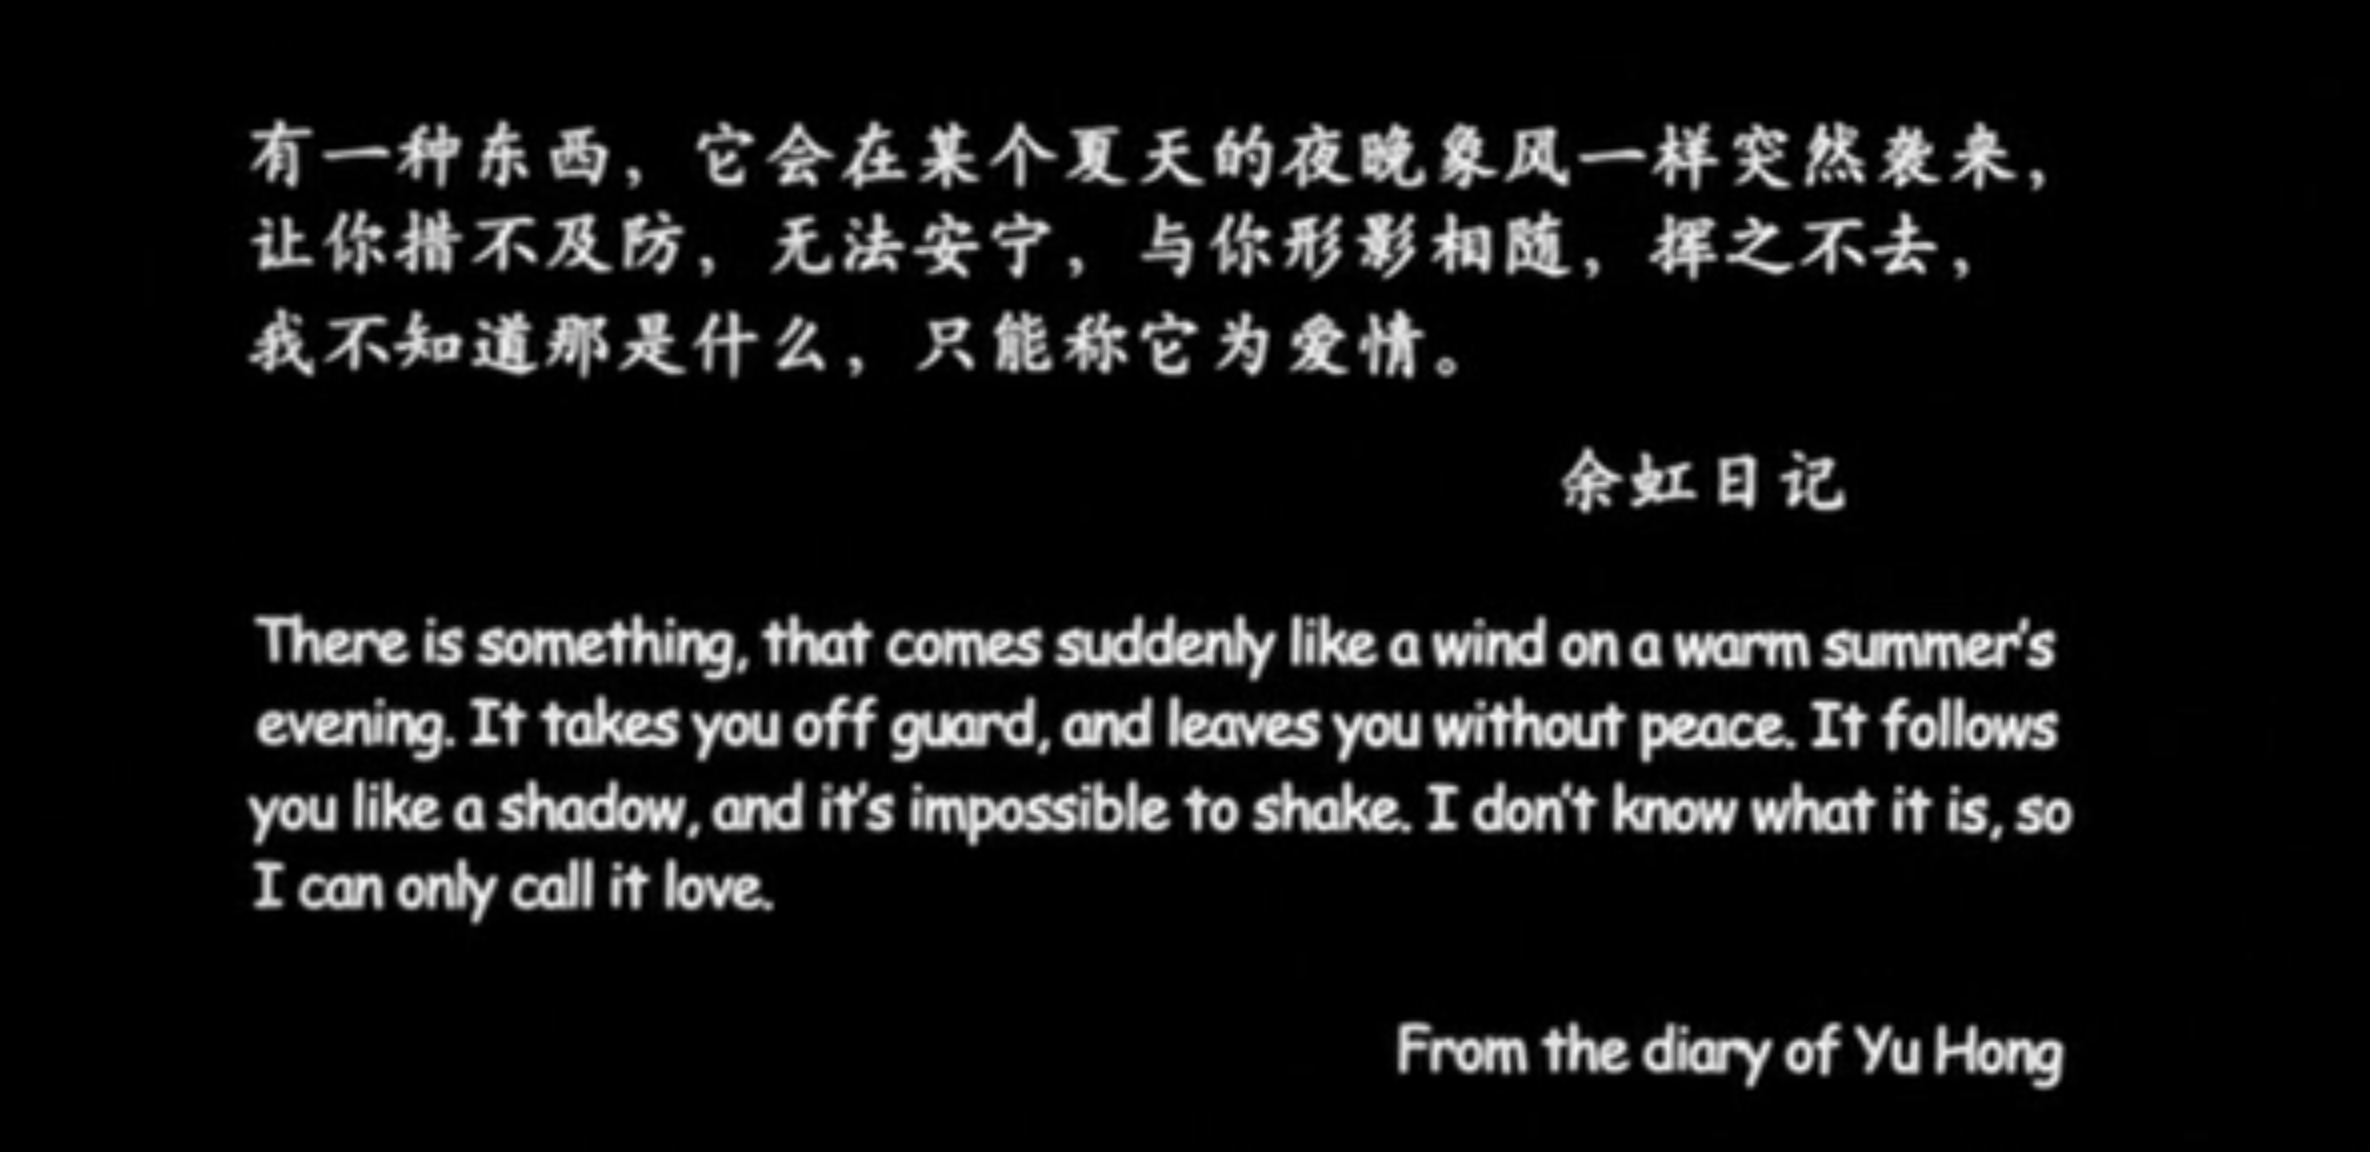 有一种东西，它会在某个夏天的夜晚象风一样突然袭来，
让你措不及防，无法安宁，与你形影相随，挥之不去，
我不知道那是什么，只能称它为爱情。
余虹日记
There is something, that comes suddenly like a wind on a warm summer's
evening. It takes you off guard, and leaves you without peace. It follows
you like a shadow, and it's impossible to shake. I don't know what it is, so
I can only call it love.
From the diary of Yu Hong